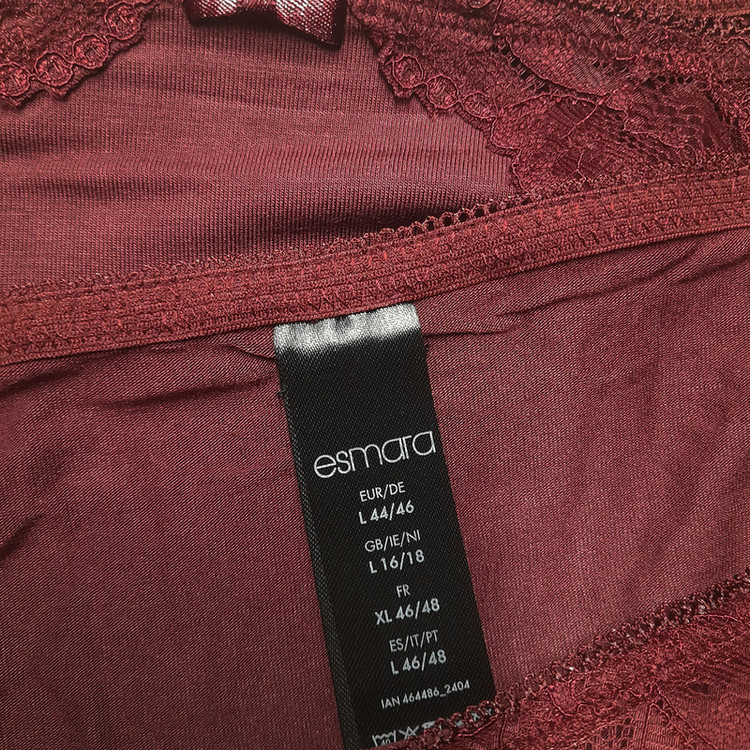 esmara
EUR/DE
L 44/46
GB/IE/NI
L 16/18
FR
XL 46/48
ES/IT/PT
L 46/48
IAN 464486_2404